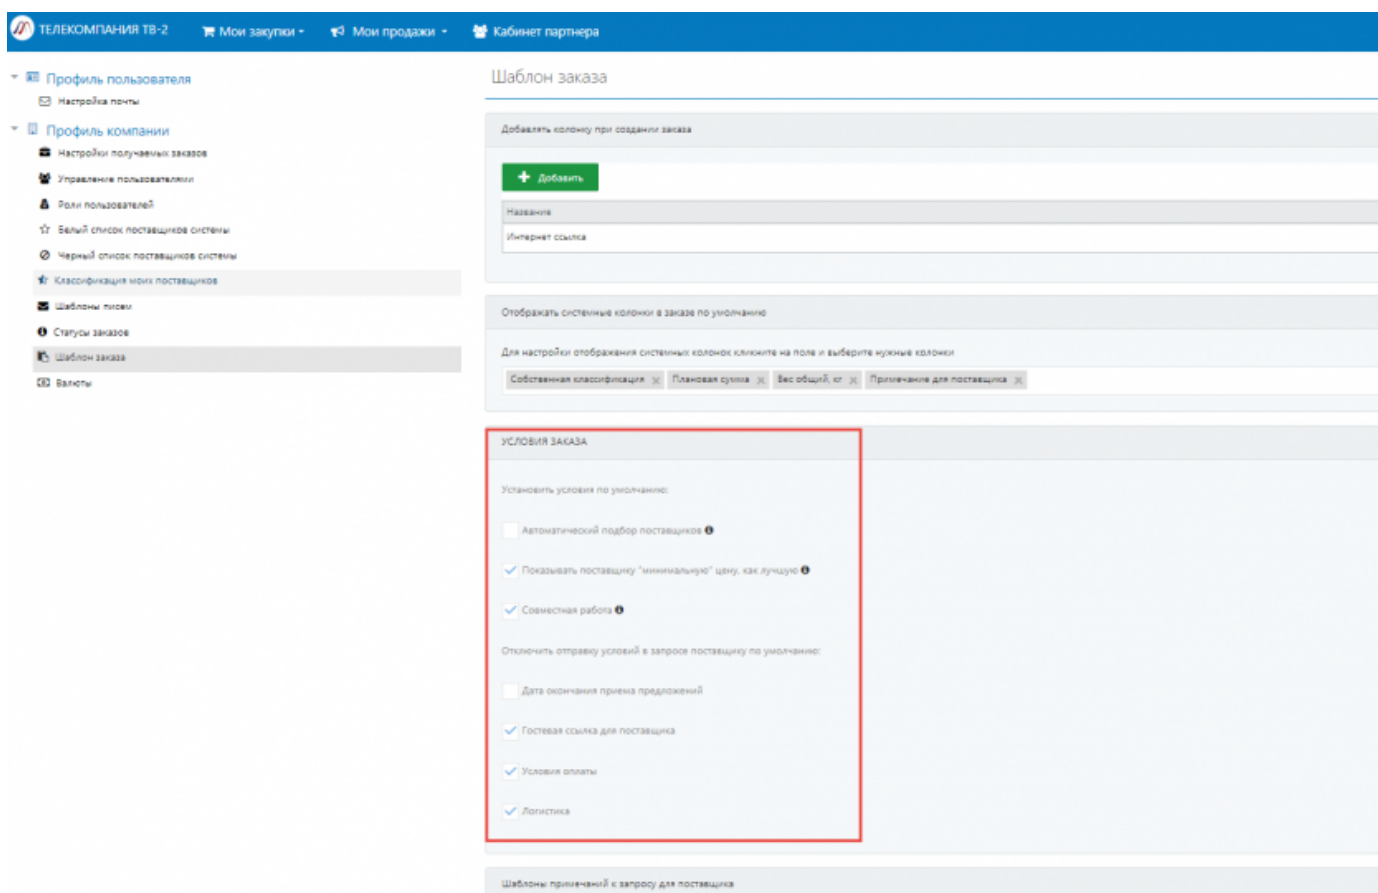 ТЕЛЕКОМПАНИЯ ТВ-2 Мои закупки Мои продажи Кабинет партнера
Профиль пользователя
Настройка почты
Профиль компании
Настройки получаемых заказов
Управление пользователями
Роли пользователей
Белый список поставщиков системы
Черный список поставщиков системы
Классификация моих поставщиков
Шаблоны писем
Статусы заказов
Шаблон заказа
Валюты
Шаблон заказа
Добавлять колонку при создании заказа
Добавить
Название
Интернет ссылка
Отображать системные колонки в заказе по умолчанию
Для настройки отображения системных колонок кликните на поле и выберите нужные колонки
Собственная классификация Плановая сумма Вес общий, кг Примечание для поставщика
УСЛОВИЯ ЗАКАЗА
Установить условия по умолчанию:
Автоматический подбор поставщиков
Показывать поставщику "минимальную" цену, как лучшую
Совместная работа
Отключить отправку условий в запросе поставщику по умолчанию:
Дата окончания приема предложений
Гостевая ссылка для поставщика
Условия оплаты
Логистика
Шаблоны примечаний к запросу для поставщика